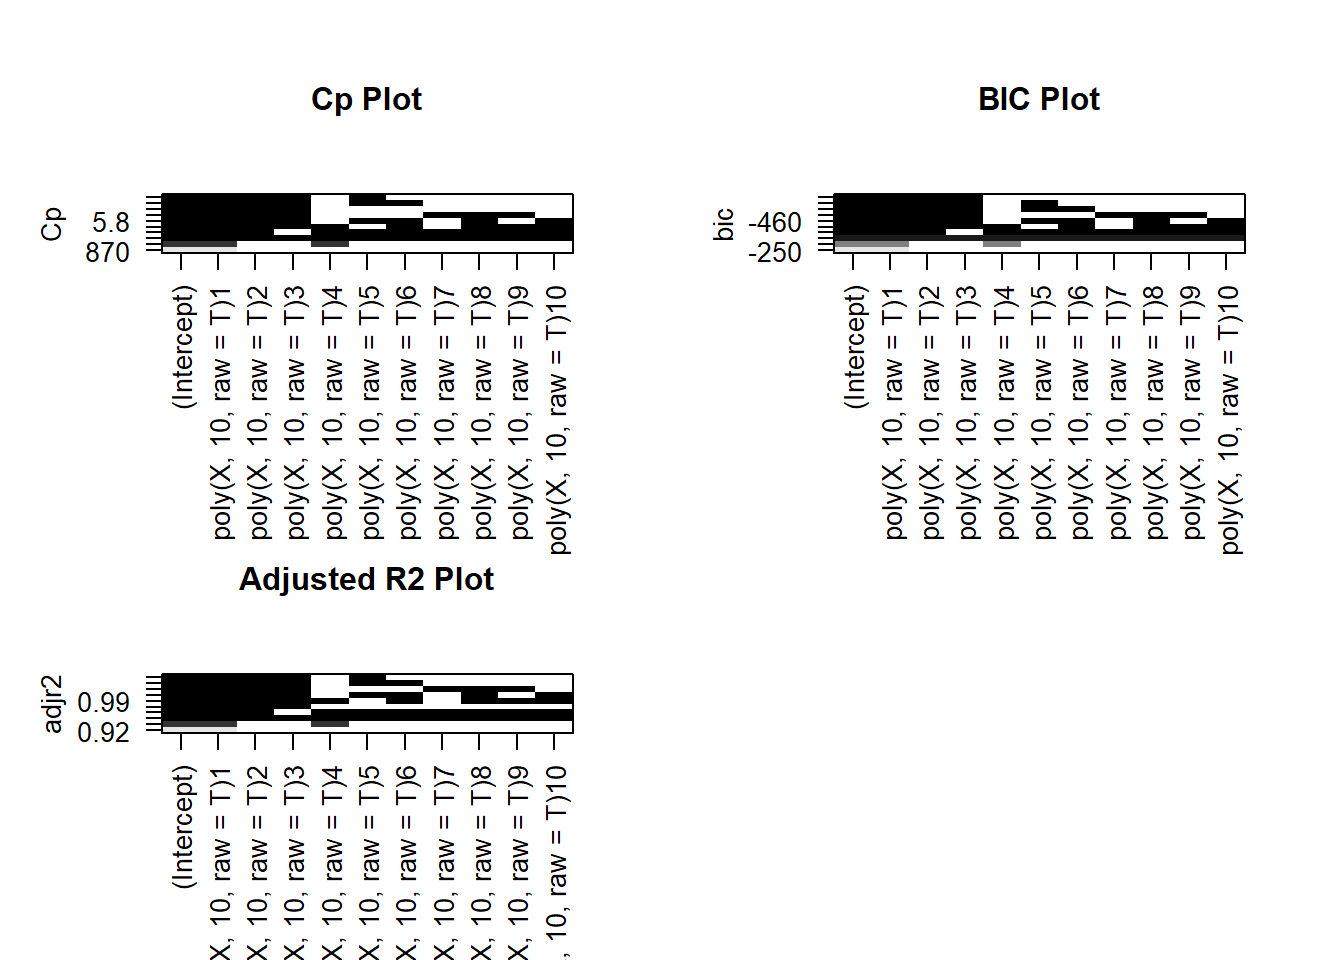 Cp Plot
Cp
5.8
870
(Intercept)
poly(X, 10, raw = T)1
poly(X, 10, raw = T)2
poly(X, 10, raw = T)3
poly(X, 10, raw = T)4
poly(X, 10, raw = T)5
poly(X, 10, raw = T)6
poly(X, 10, raw = T)7
poly(X, 10, raw = T)8
poly(X, 10, raw = T)9
poly(X, 10, raw = T)10
BIC Plot
bic
-460
-250
(Intercept)
poly(X, 10, raw = T)1
poly(X, 10, raw = T)2
poly(X, 10, raw = T)3
poly(X, 10, raw = T)4
poly(X, 10, raw = T)5
poly(X, 10, raw = T)6
poly(X, 10, raw = T)7
poly(X, 10, raw = T)8
poly(X, 10, raw = T)9
poly(X, 10, raw = T)10
Adjusted R2 Plot
adjr2
0.99
0.92
(Intercept)
X, 10, raw = T)1
X, 10, raw = T)2
X, 10, raw = T)3
X, 10, raw = T)4
X, 10, raw = T)5
X, 10, raw = T)6
X, 10, raw = T)7
X, 10, raw = T)8
X, 10, raw = T)9
, 10, raw = T)10